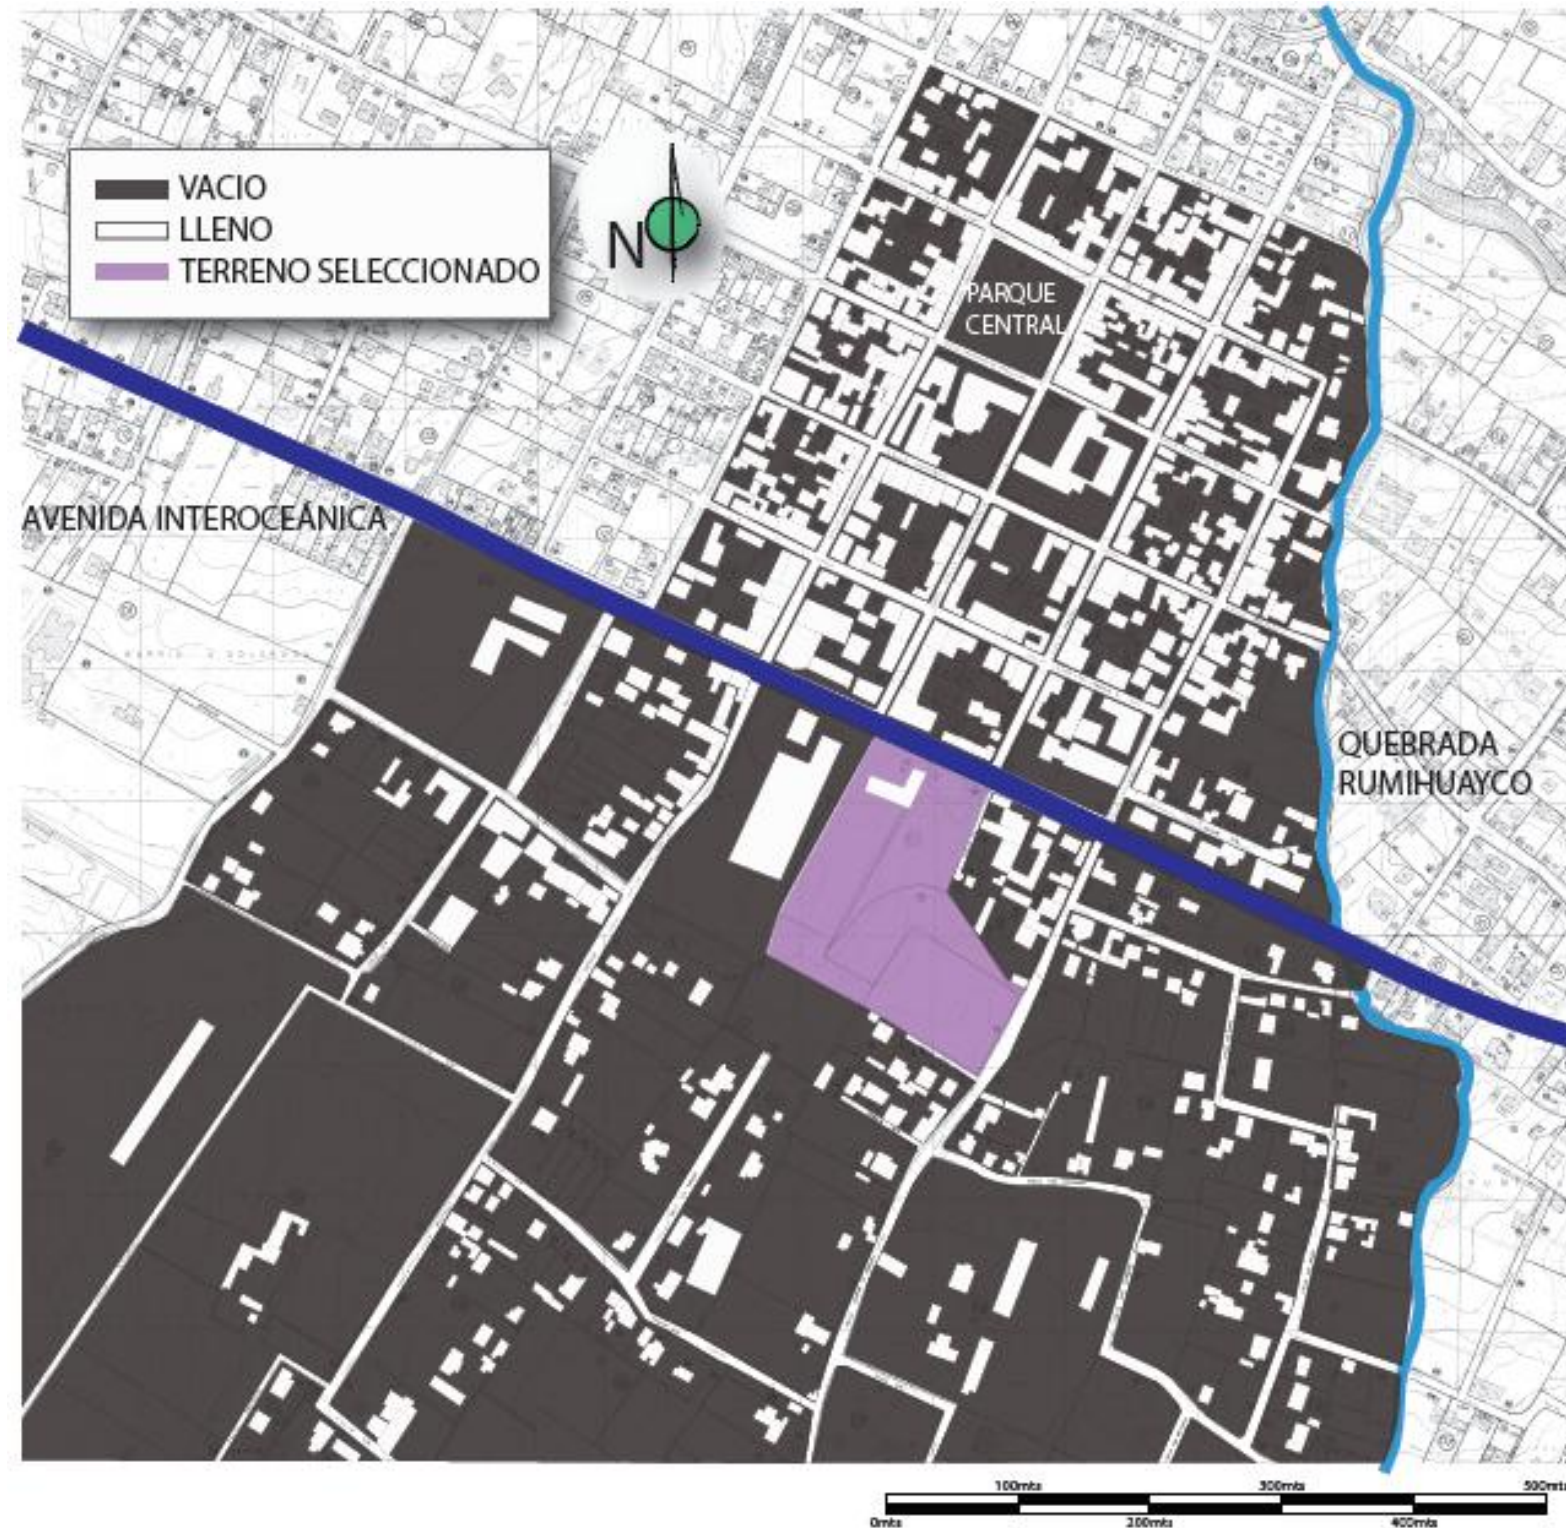 VACIO
LLENO
TERRENO SELECCIONADO
N
PARQUE
CENTRAL
AVENIDA INTEROCEÁNICA
QUEBRADA
RUMIHUAYCO
100mts 300mts 500mts
0mts 200mts 400mts